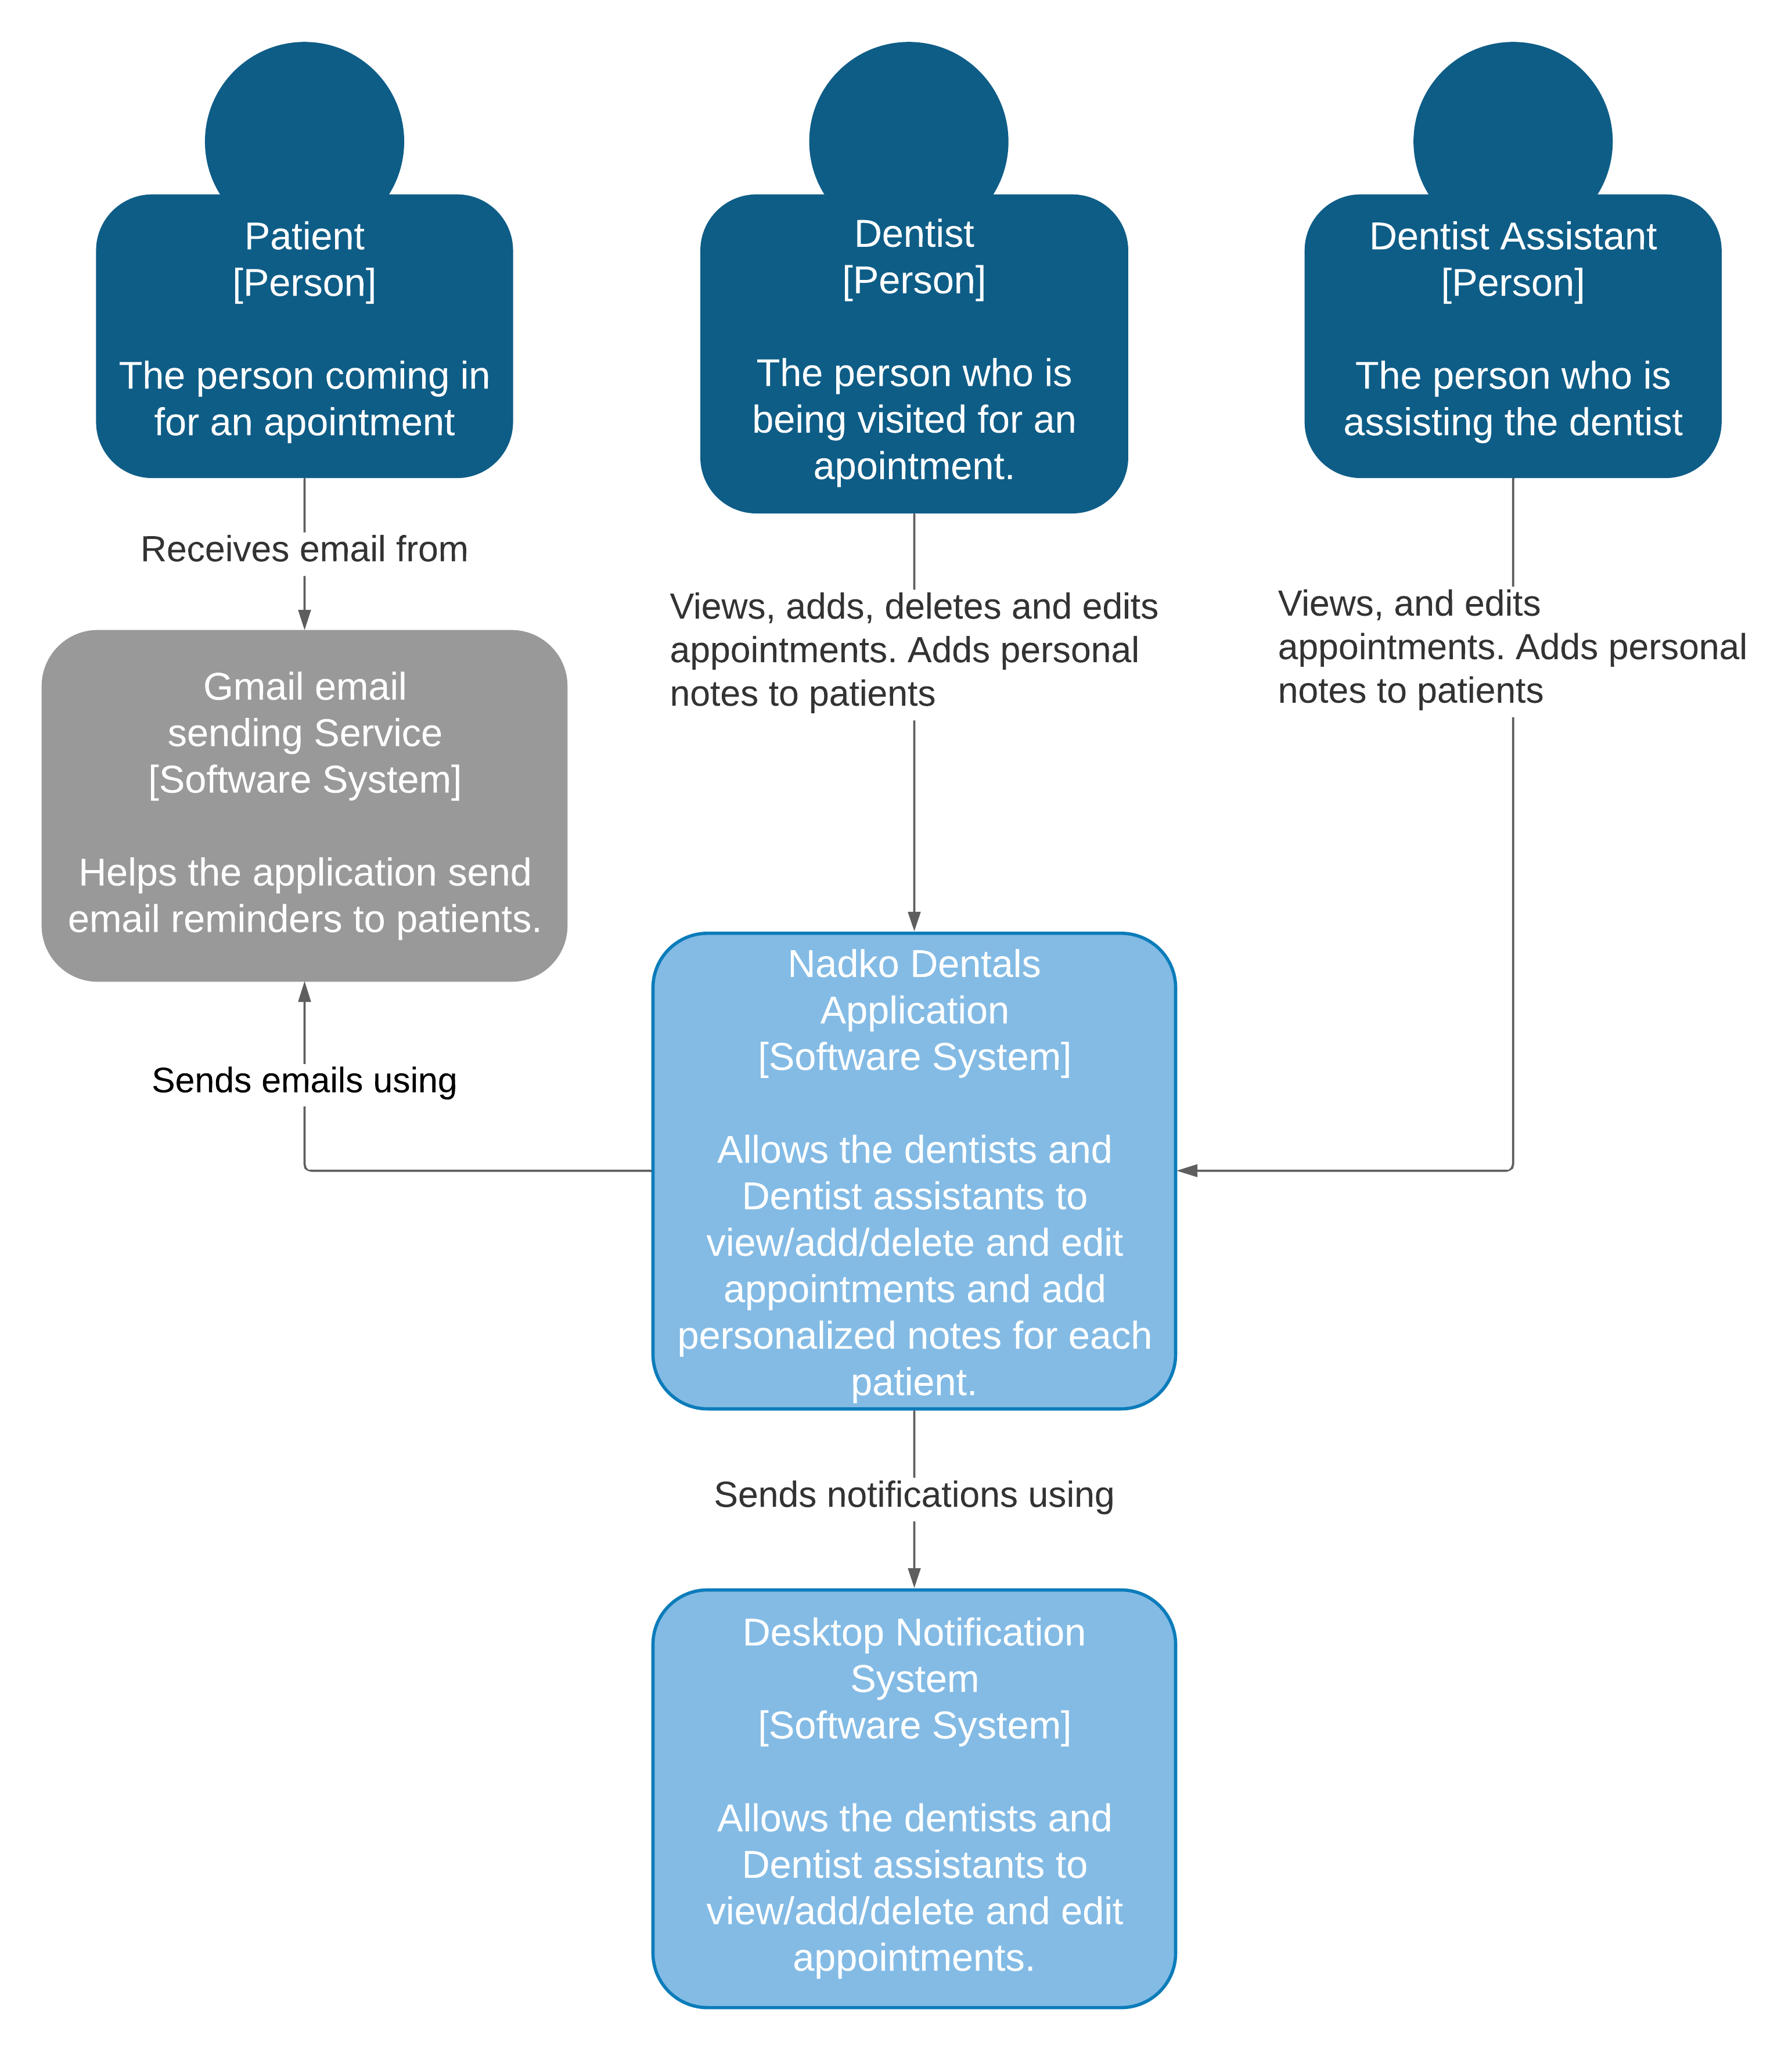 Patient
[Person]
The person coming in
for an apointment
Dentist
[Person]
The person who is
being visited for an
apointment.
Dentist Assistant
[Person]
The person who is
assisting the dentist
Receives email from
Views, adds, deletes and edits
appointments. Adds personal
notes to patients
Views, and edits
appointments. Adds personal
notes to patients
Gmail email
sending Service
[Software System]
Helps the application send
email reminders to patients.
Sends emails using
Nadko Dentals
Application
[Software System]
Allows the dentists and
Dentist assistants to
view/add/delete and edit
appointments and add
personalized notes for each
patient.
Sends notifications using
Desktop Notification
System
[Software System]
Allows the dentists and
Dentist assistants to
view/add/delete and edit
appointments.